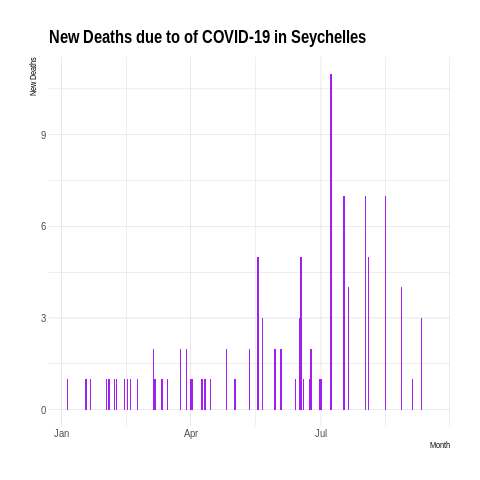 New Deaths due to of COVID-19 in Seychelles
New Deaths
9
6
3
0
Jan Apr Jul
Month